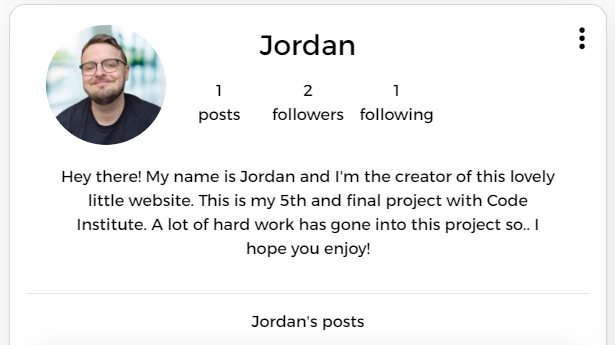 Jordan
1 2 1
posts followers following
Hey there! My name is Jordan and I'm the creator of this lovely
little website. This is my 5th and final project with Code
Institute. A lot of hard work has gone into this project so.. I
hope you enjoy!
Jordan's posts